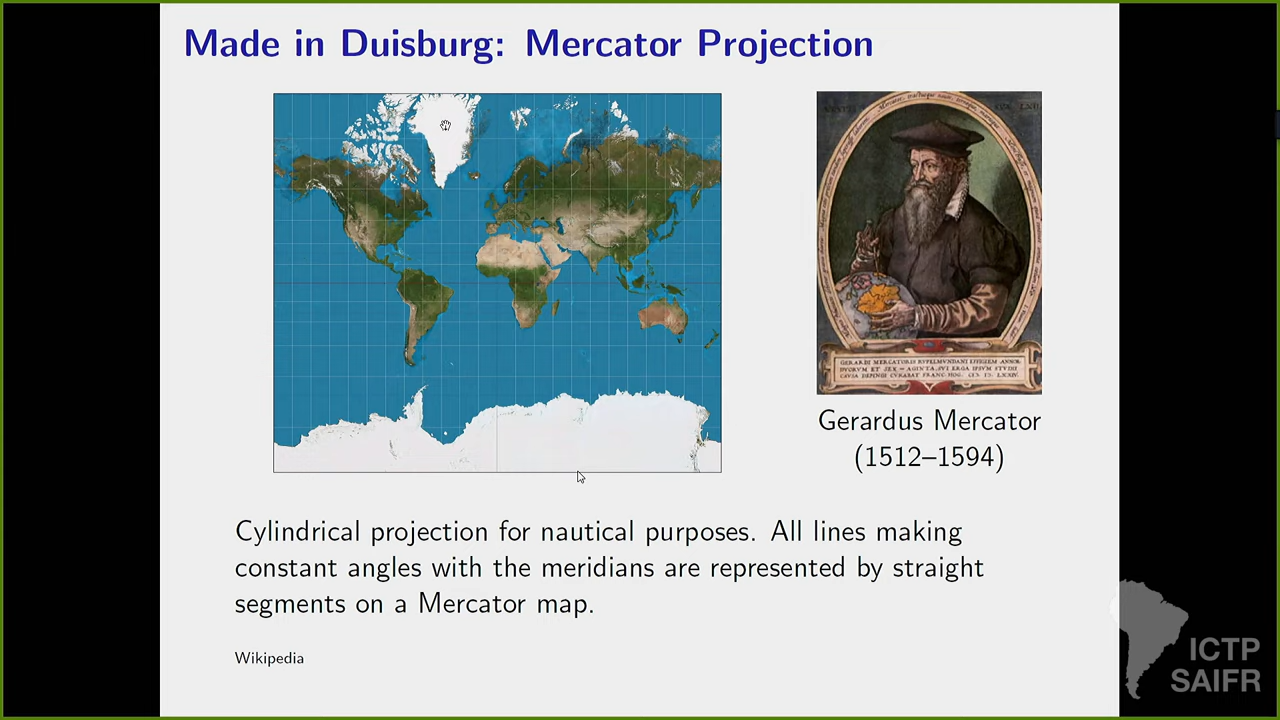 Made in Duisburg: Mercator Projection
Gerardus Mercator
(1512–1594)
Cylindrical projection for nautical purposes. All lines making
constant angles with the meridians are represented by straight
segments on a Mercator map.
Wikipedia
ICTP
SAIFR